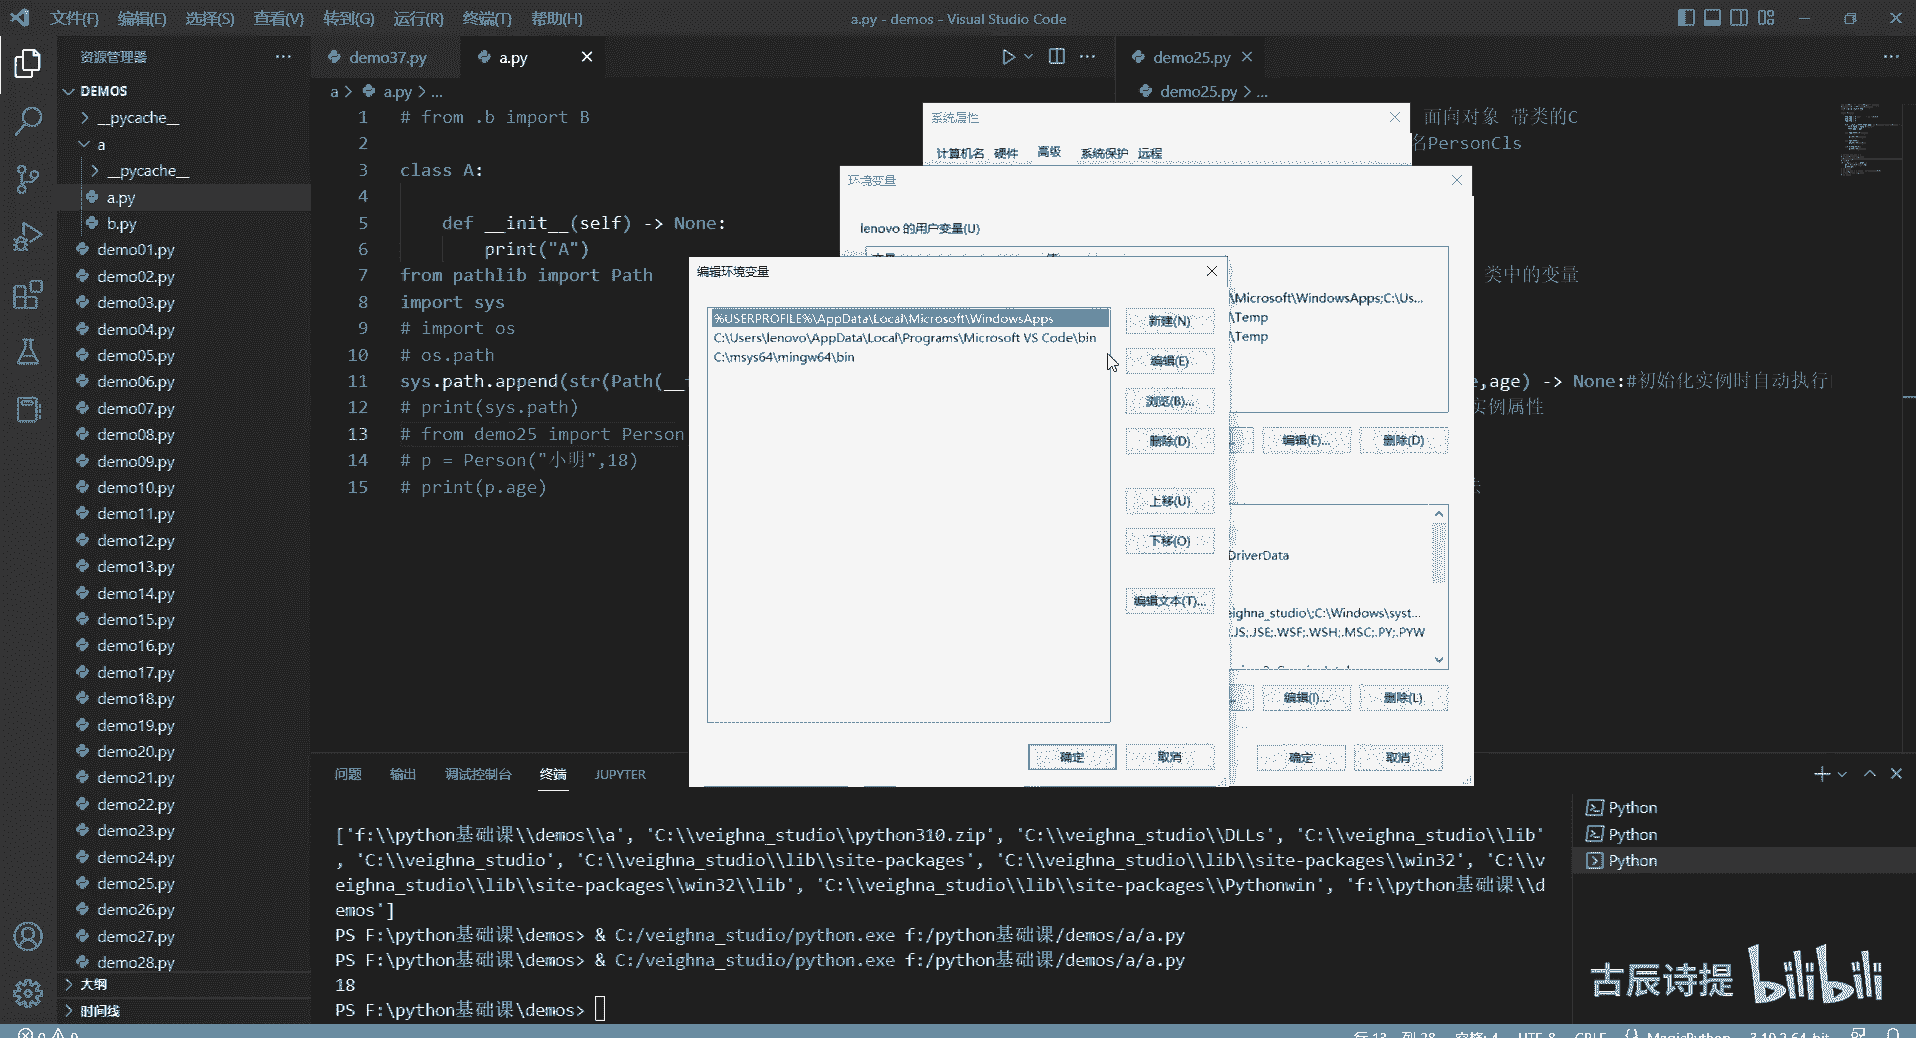 文件(F) 编辑(E) 选择(S) 查看(V) 转到(G) 运行(R) 终端(T) 帮助(H)
a.py - demos - Visual Studio Code
资源管理器
DEMOS
__pycache__
a
__pycache__
a.py
b.py
demo01.py
demo02.py
demo03.py
demo04.py
demo05.py
demo06.py
demo07.py
demo08.py
demo09.py
demo10.py
demo11.py
demo12.py
demo13.py
demo14.py
demo15.py
demo16.py
demo17.py
demo18.py
demo19.py
demo20.py
demo21.py
demo22.py
demo23.py
demo24.py
demo25.py
demo26.py
demo27.py
demo28.py
大纲
时间线
demo37.py
a.py
a > a.py > ...
1 # from .b import B
2
3 class A:
4
5 def __init__(self) -> None:
6 print("A")
7 from pathlib import Path
8 import sys
9 # import os
10 # os.path
11 sys.path.append(str(Path(__
12 # print(sys.path)
13 # from demo25 import Person
14 # p = Person("小明",18)
15 # print(p.age)
demo25.py
demo25.py > ...
面向对象 带类的C
名PersonCls
类中的变量
,age) -> None:#初始化实例时自动执行
实例属性
系统属性
计算机名 硬件 高级 系统保护 远程
环境变量
lenovo 的用户变量(U)
\Microsoft\WindowsApps;C:\Us...
\Temp
\Temp
编辑(E)... 删除(D)
DriverData
eighna_studio\;C:\Windows\syst...
.JS;.JSE;.WSF;.WSH;.MSC;.PY;.PYW
编辑(I)... 删除(L)
确定 取消
编辑环境变量
%USERPROFILE%\AppData\Local\Microsoft\WindowsApps
C:\Users\lenovo\AppData\Local\Programs\Microsoft VS Code\bin
C:\msys64\mingw64\bin
新建(N)
编辑(E)
浏览(B)...
删除(D)
上移(U)
下移(O)
编辑文本(T)...
确定 取消
问题 输出 调试控制台 终端 JUPYTER
['f:\\python基础课\\demos\\a', 'C:\\veighna_studio\\python310.zip', 'C:\\veighna_studio\\DLLs', 'C:\\veighna_studio\\lib'
, 'C:\\veighna_studio', 'C:\\veighna_studio\\lib\\site-packages', 'C:\\veighna_studio\\lib\\site-packages\\win32', 'C:\\v
eighna_studio\\lib\\site-packages\\win32\\lib', 'C:\\veighna_studio\\lib\\site-packages\\Pythonwin', 'f:\\python基础课\\d
emos']
PS F:\python基础课\demos> & C:/veighna_studio/python.exe f:/python基础课/demos/a/a.py
PS F:\python基础课\demos> & C:/veighna_studio/python.exe f:/python基础课/demos/a/a.py
18
PS F:\python基础课\demos>
Python
Python
Python
古辰诗提 bilibili